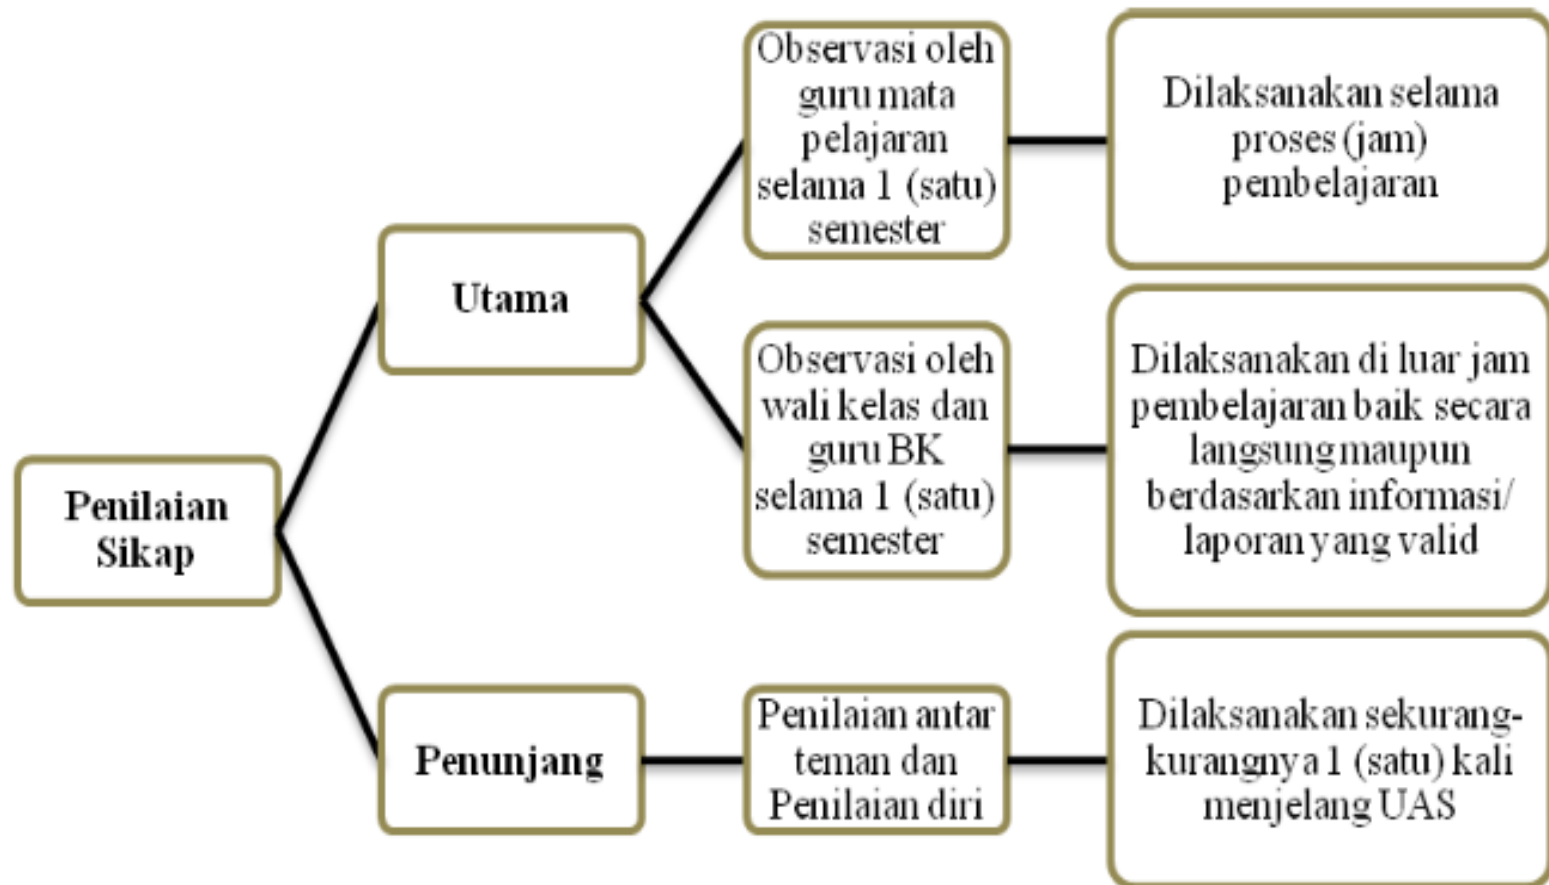 Penilaian
Sikap
Utama
Observasi oleh
guru mata
pelajaran
selama 1 (satu)
semester
Dilaksanakan selama
proses (jam)
pembelajaran
Observasi oleh
wali kelas dan
guru BK
selama 1 (satu)
semester
Dilaksanakan di luar jam
pembelajaran baik secara
langsung maupun
berdasarkan informasi/
laporan yang valid
Penunjang
Penilaian antar
teman dan
Penilaian diri
Dilaksanakan sekurang-
kurangnya 1 (satu) kali
menjelang UAS